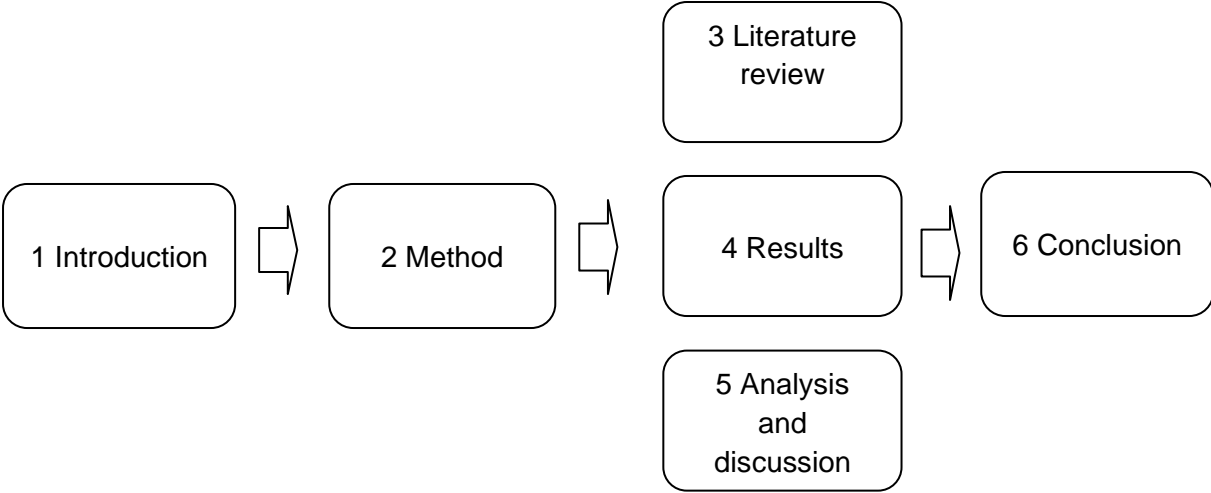 1 Introduction
2 Method
3 Literature
review
4 Results
5 Analysis
and
discussion
6 Conclusion